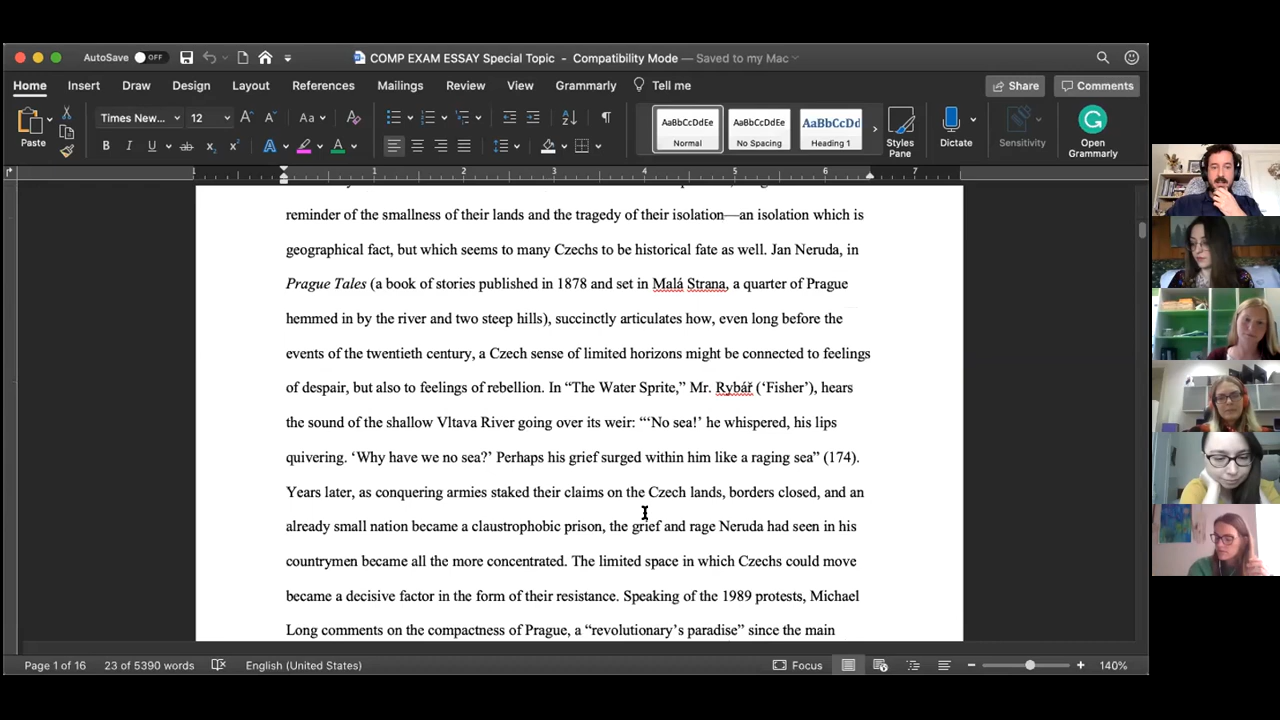 AutoSave OFF COMP EXAM ESSAY Special Topic - Compatibility Mode — Saved to my Mac
Home Insert Draw Design Layout References Mailings Review View Grammarly Tell me Share Comments
Paste Times New... 12 Aa AaBbCcDdEe AaBbCcDdEe AaBbCcDd
B I U ab x₂ x² A A Normal No Spacing Heading 1 Styles Pane Dictate Sensitivity Open Grammarly
1 1 2 3 4 5 6 7
reminder of the smallness of their lands and the tragedy of their isolation—an isolation which is
geographical fact, but which seems to many Czechs to be historical fate as well. Jan Neruda, in
Prague Tales (a book of stories published in 1878 and set in Malá Strana, a quarter of Prague
hemmed in by the river and two steep hills), succinctly articulates how, even long before the
events of the twentieth century, a Czech sense of limited horizons might be connected to feelings
of despair, but also to feelings of rebellion. In “The Water Sprite,” Mr. Rybář (‘Fisher’), hears
the sound of the shallow Vltava River going over its weir: “‘No sea!’ he whispered, his lips
quivering. ‘Why have we no sea?’ Perhaps his grief surged within him like a raging sea” (174).
Years later, as conquering armies staked their claims on the Czech lands, borders closed, and an
already small nation became a claustrophobic prison, the grief and rage Neruda had seen in his
countrymen became all the more concentrated. The limited space in which Czechs could move
became a decisive factor in the form of their resistance. Speaking of the 1989 protests, Michael
Long comments on the compactness of Prague, a “revolutionary’s paradise” since the main
Page 1 of 16 23 of 5390 words English (United States) Focus 140%